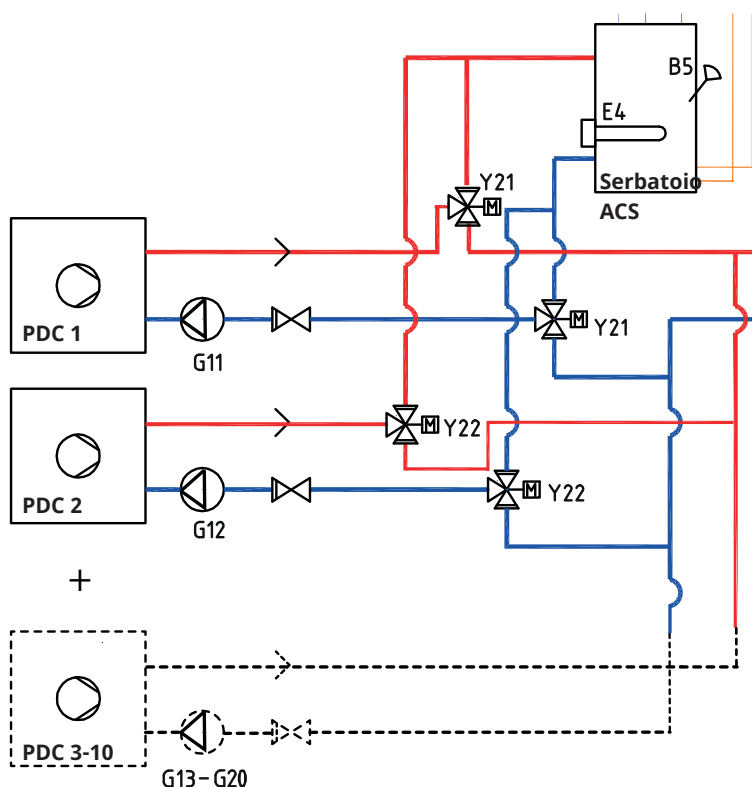 B5
E4
Serbatoio
ACS
Y21
M
PDC 1
G11
M
Y21
PDC 2
G12
M
Y22
M
Y22
+
PDC 3-10
G13-G20